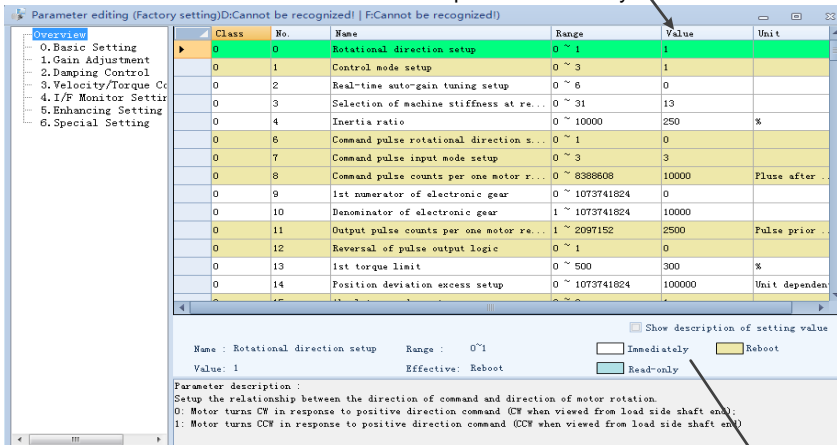 Parameter editing (Factory setting)D:Cannot be recognized! | F:Cannot be recognized!)
Overview
0.Basic Setting
1.Gain Adjustment
2.Damping Control
3.Velocity/Torque Co
4.I/F Monitor Settin
5.Enhancing Setting
6.Special Setting
Class No. Name Range Value Unit
0 0 Rotational direction setup 0 ~ 1 1
0 1 Control mode setup 0 ~ 3 1
0 2 Real-time auto-gain tuning setup 0 ~ 6 0
0 3 Selection of machine stiffness at re... 0 ~ 31 13
0 4 Inertia ratio 0 ~ 10000 250 %
0 6 Command pulse rotational direction s... 0 ~ 1 0
0 7 Command pulse input mode setup 0 ~ 3 3
0 8 Command pulse counts per one motor r... 0 ~ 8388608 10000 Pluse after ..
0 9 1st numerator of electronic gear 0 ~ 1073741824 0
0 10 Denominator of electronic gear 1 ~ 1073741824 10000
0 11 Output pulse counts per one motor re... 1 ~ 2097152 2500 Pulse prior .
0 12 Reversal of pulse output logic 0 ~ 1 0
0 13 1st torque limit 0 ~ 500 300 %
0 14 Position deviation excess setup 0 ~ 1073741824 100000 Unit dependen
Show description of setting value
Name : Rotational direction setup Range : 0~1 Immediately Reboot
Value: 1 Effective: Reboot Read-only
Parameter description :
Setup the relationship between the direction of command and direction of motor rotation.
0: Motor turns CW in response to positive direction command (CW when viewed from load side shaft end);
1: Motor turns CCW in response to positive direction command (CCW when viewed from load side shaft end)